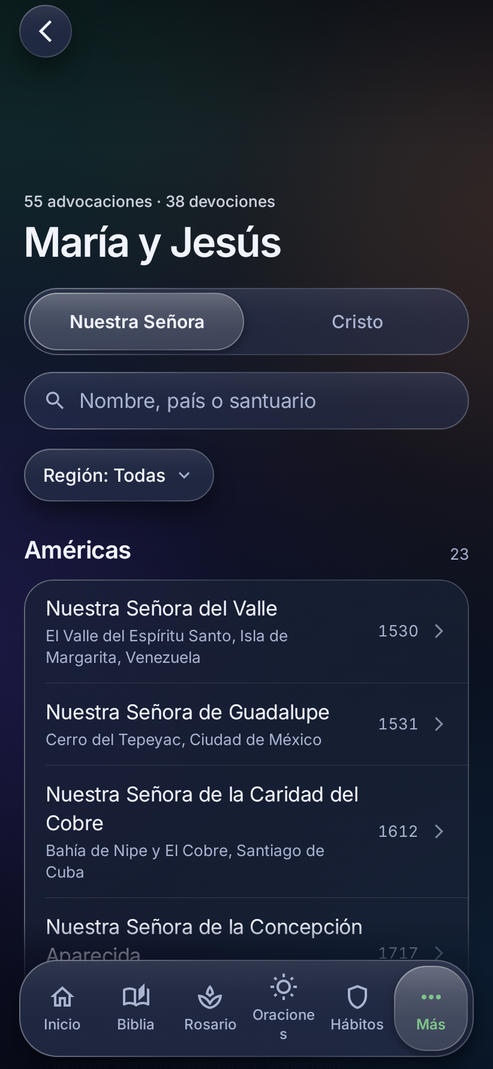 55 advocaciones · 38 devociones
María y Jesús
Nuestra Señora
Cristo
Nombre, país o santuario
Región: Todas
Américas
23
Nuestra Señora del Valle
El Valle del Espíritu Santo, Isla de
Margarita, Venezuela
1530
Nuestra Señora de Guadalupe
Cerro del Tepeyac, Ciudad de México
1531
Nuestra Señora de la Caridad del
Cobre
Bahía de Nipe y El Cobre, Santiago de
Cuba
1612
Nuestra Señora de la Concepción
Aparecida
1717
Inicio
Biblia
Rosario
Oracione
s
Hábitos
Más